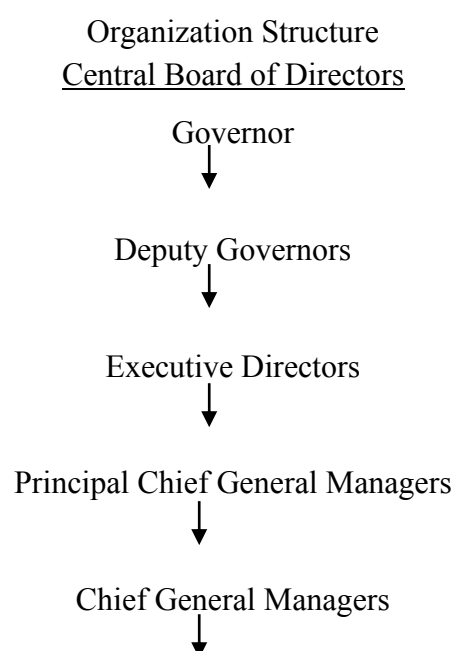 Organization Structure
Central Board of Directors
Governor
Deputy Governors
Executive Directors
Principal Chief General Managers
Chief General Managers